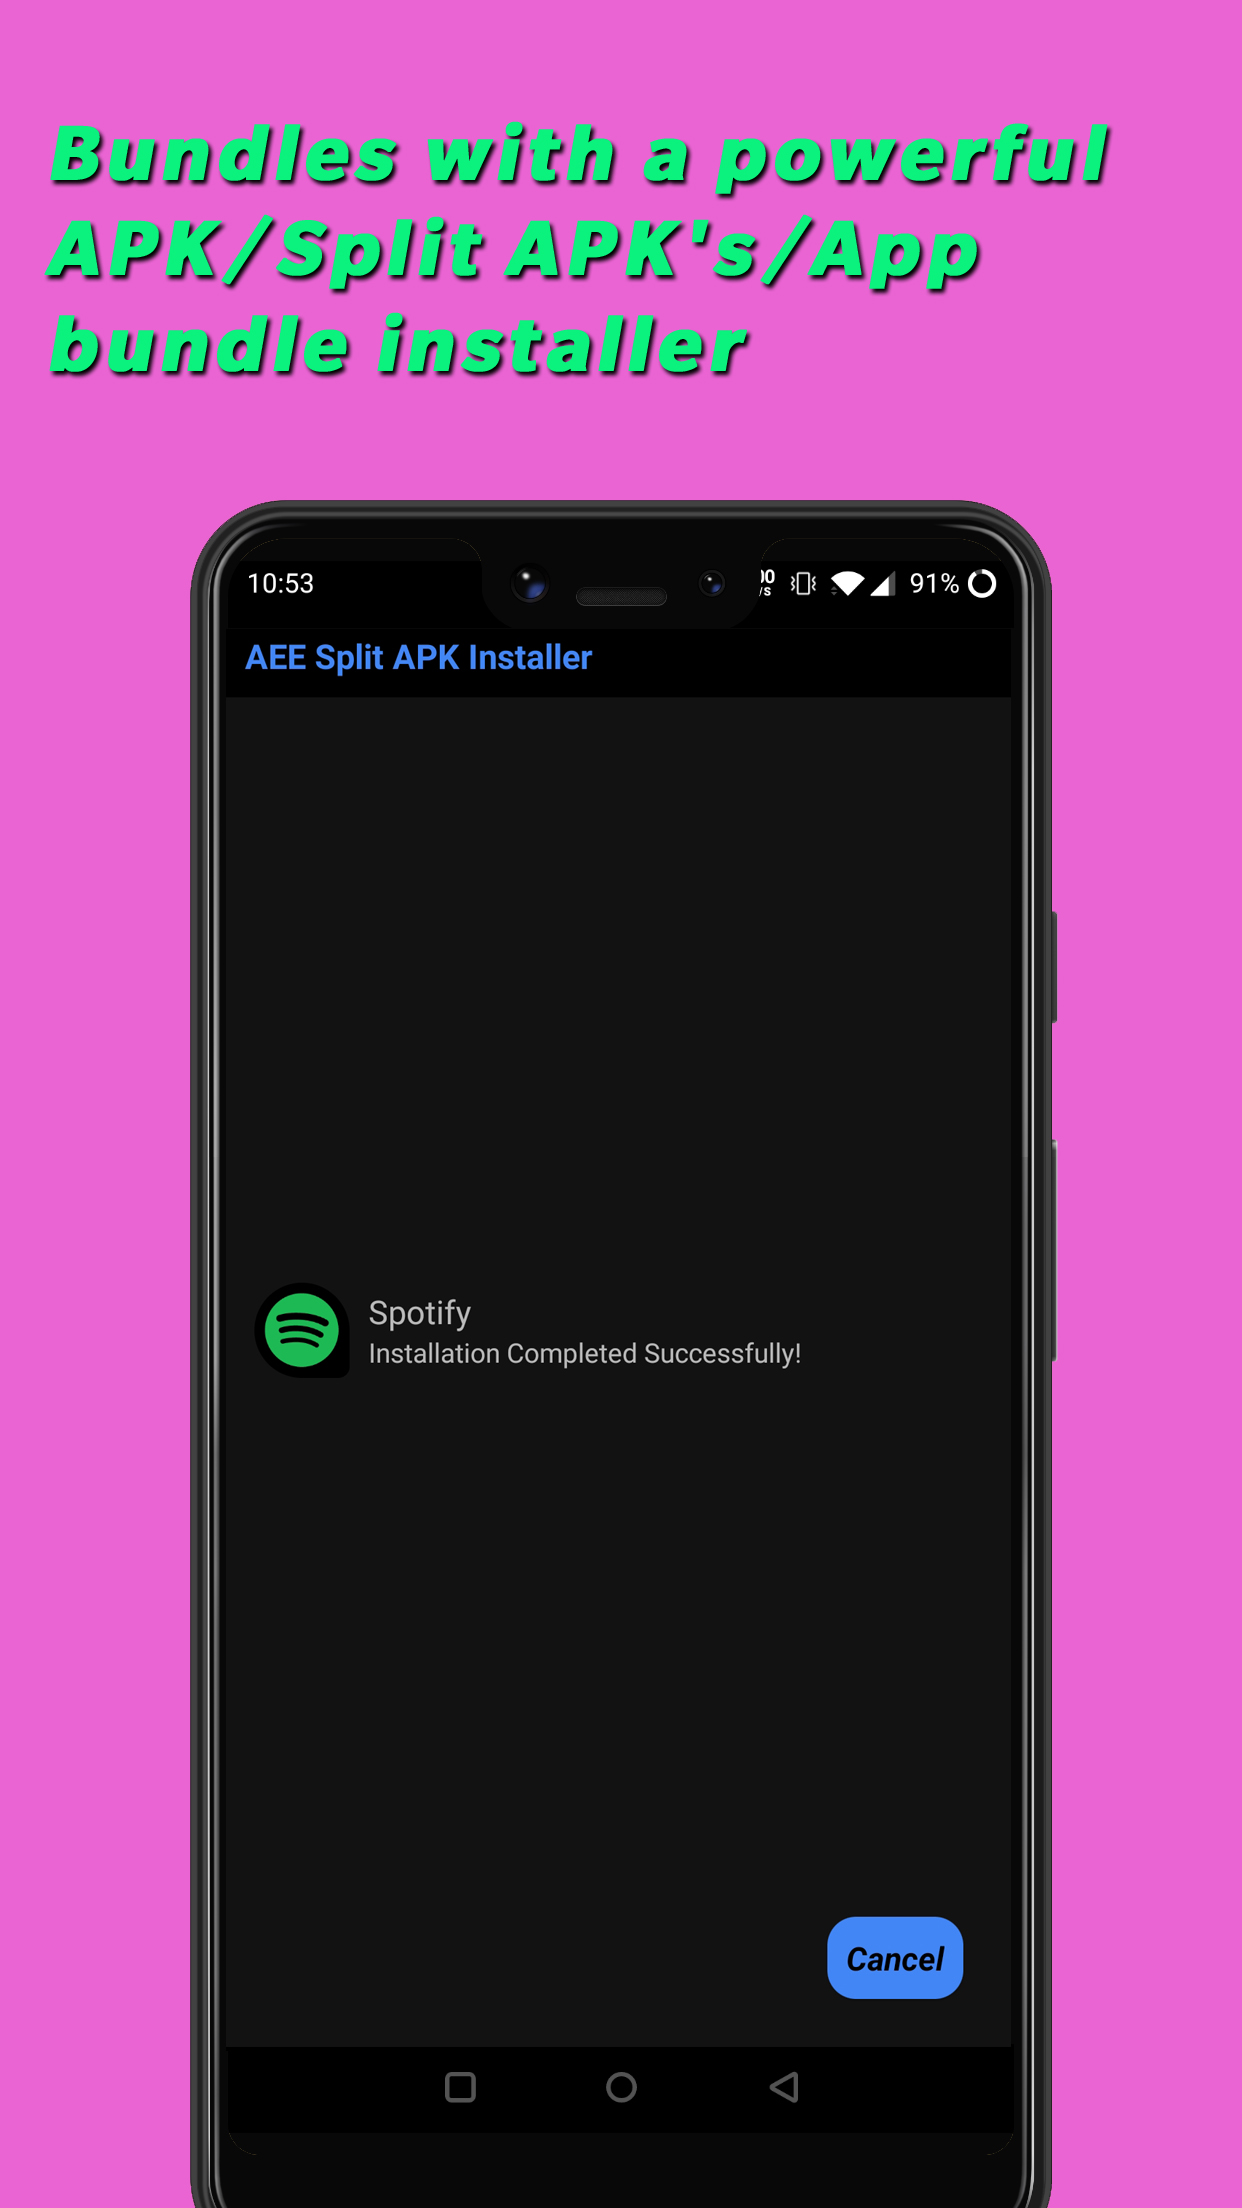 Bundles with a powerful
APK/Split APK's/App
bundle installer
10:53
91%
AEE Split APK Installer
Spotify
Installation Completed Successfully!
Cancel